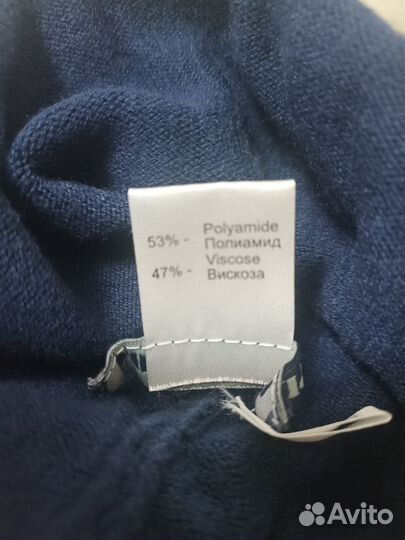 53% - Polyamide
Полиамид
47% - Viscose
Вискоза
Avito